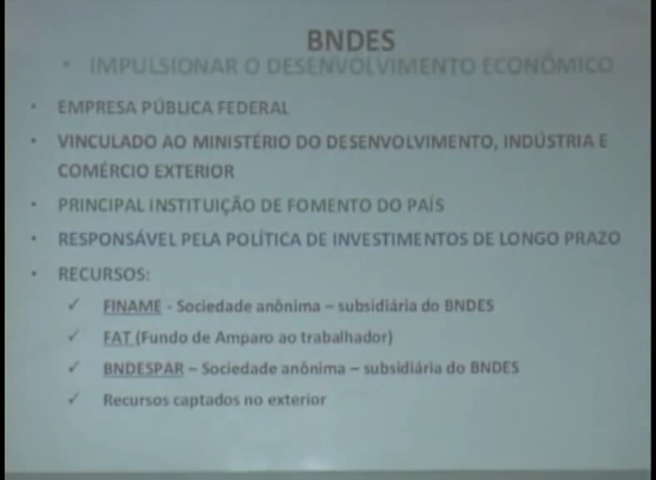 BNDES
• IMPULSIONAR O DESENVOLVIMENTO ECONÔMICO
• EMPRESA PÚBLICA FEDERAL
• VINCULADO AO MINISTÉRIO DO DESENVOLVIMENTO, INDÚSTRIA E
COMÉRCIO EXTERIOR
• PRINCIPAL INSTITUIÇÃO DE FOMENTO DO PAÍS
• RESPONSÁVEL PELA POLÍTICA DE INVESTIMENTOS DE LONGO PRAZO
• RECURSOS:
✓ FINAME - Sociedade anônima – subsidiária do BNDES
✓ FAT (Fundo de Amparo ao trabalhador)
✓ BNDESPAR – Sociedade anônima – subsidiária do BNDES
✓ Recursos captados no exterior